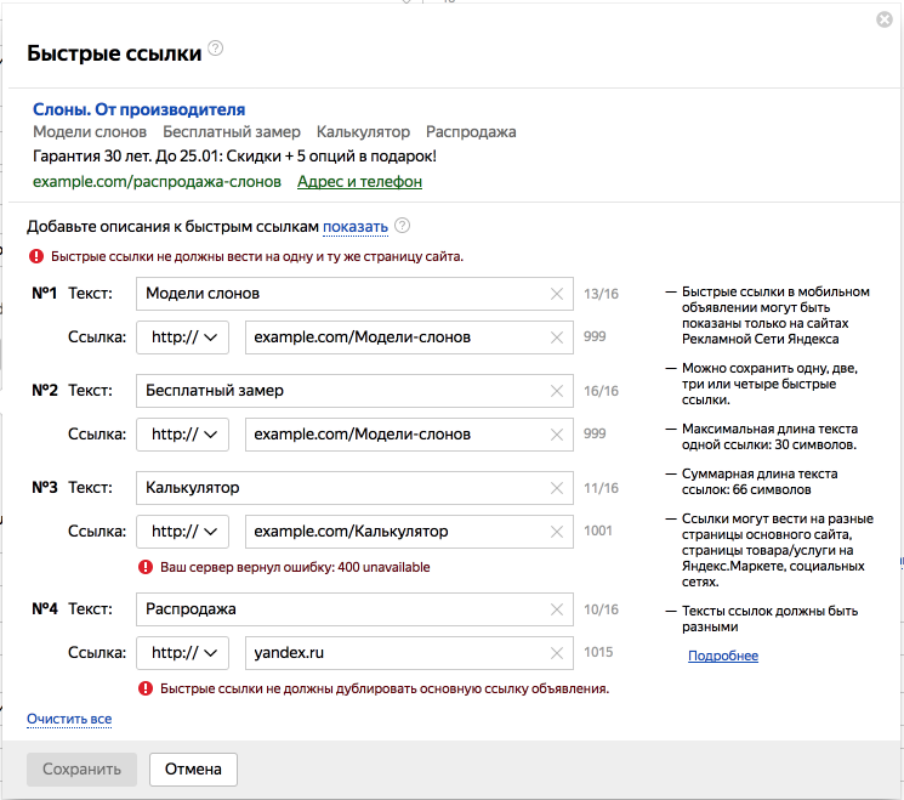 Быстрые ссылки ?
Слоны. От производителя
Модели слонов Бесплатный замер Калькулятор Распродажа
Гарантия 30 лет. До 25.01: Скидки + 5 опций в подарок!
example.com/распродажа-слонов Адрес и телефон
Добавьте описания к быстрым ссылкам показать ?
Быстрые ссылки не должны вести на одну и ту же страницу сайта.
№1 Текст: Модели слонов 13/16
Ссылка: http:// example.com/Модели-слонов 999
№2 Текст: Бесплатный замер 16/16
Ссылка: http:// example.com/Модели-слонов 999
№3 Текст: Калькулятор 11/16
Ссылка: http:// example.com/Калькулятор 1001
Ваш сервер вернул ошибку: 400 unavailable
№4 Текст: Распродажа 10/16
Ссылка: http:// yandex.ru 1015
Быстрые ссылки не должны дублировать основную ссылку объявления.
— Быстрые ссылки в мобильном
объявлении могут быть
показаны только на сайтах
Рекламной Сети Яндекса
— Можно сохранить одну, две,
три или четыре быстрые
ссылки.
— Максимальная длина текста
одной ссылки: 30 символов.
— Суммарная длина текста
ссылок: 66 символов
— Ссылки могут вести на разные
страницы основного сайта,
страницы товара/услуги на
Яндекс.Маркете, социальных
сетях.
— Тексты ссылок должны быть
разными
Подробнее
Очистить все
Сохранить Отмена